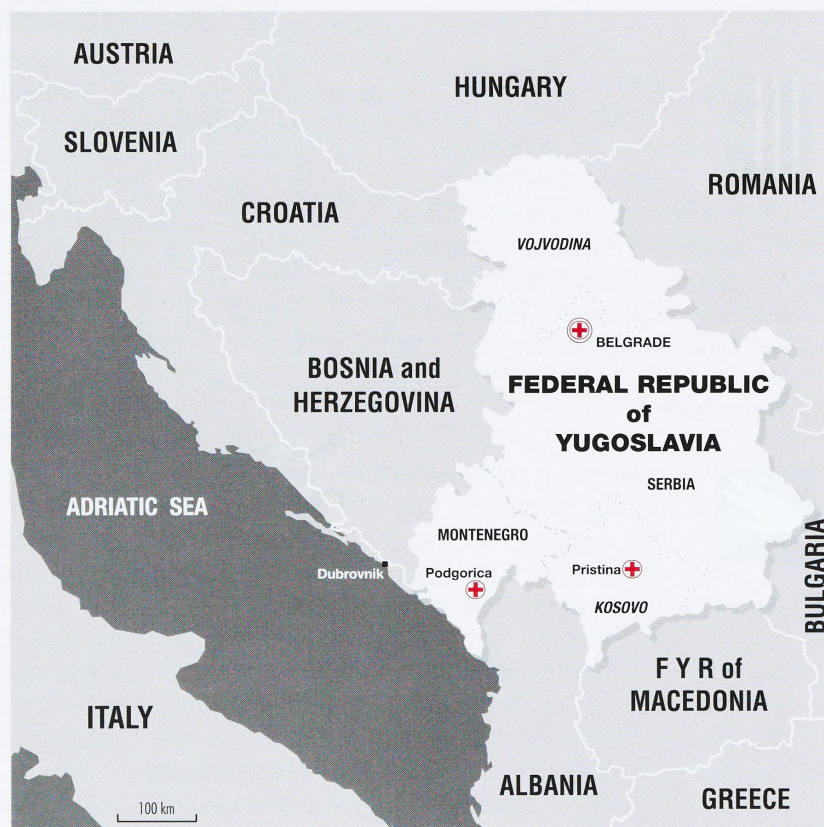 AUSTRIA
HUNGARY
SLOVENIA
ROMANIA
CROATIA
VOJVODINA
BELGRADE
BOSNIA and
HERZEGOVINA
FEDERAL REPUBLIC
of
YUGOSLAVIA
SERBIA
ADRIATIC SEA
MONTENEGRO
BULGARIA
Dubrovnik
Podgorica
Pristina
KOSOVO
F Y R of
MACEDONIA
ITALY
ALBANIA
GREECE
100 km